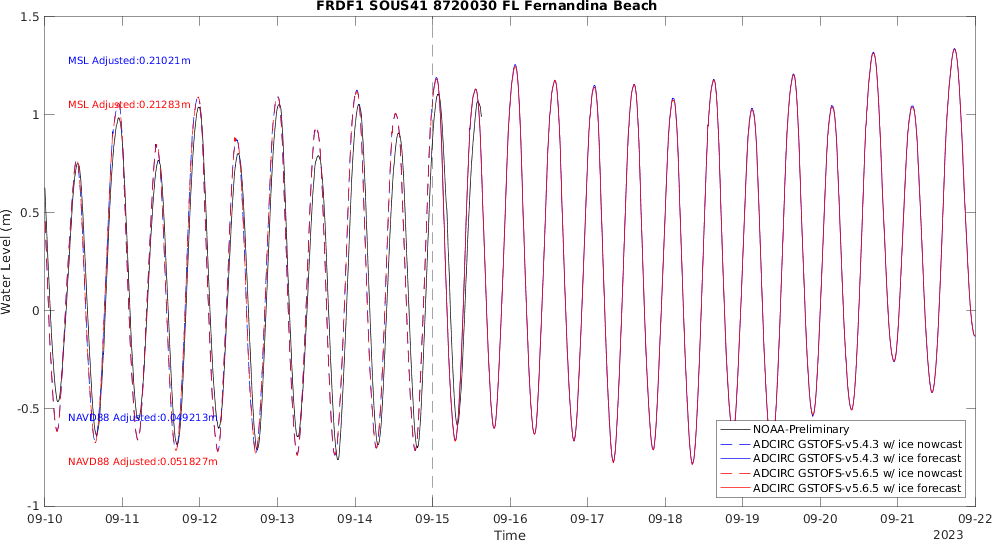 FRDF1 SOUS41 8720030 FL Fernandina Beach
1.5
1
0.5
0
-0.5
-1
Water Level (m)
MSL Adjusted:0.21021m
MSL Adjusted:0.21283m
NAVD88 Adjusted:0.049213m
NAVD88 Adjusted:0.051827m
NOAA-Preliminary
ADCIRC GSTOFS-v5.4.3 w/ ice nowcast
ADCIRC GSTOFS-v5.4.3 w/ ice forecast
ADCIRC GSTOFS-v5.6.5 w/ ice nowcast
ADCIRC GSTOFS-v5.6.5 w/ ice forecast
09-10 09-11 09-12 09-13 09-14 09-15 09-16 09-17 09-18 09-19 09-20 09-21 09-22
Time
2023